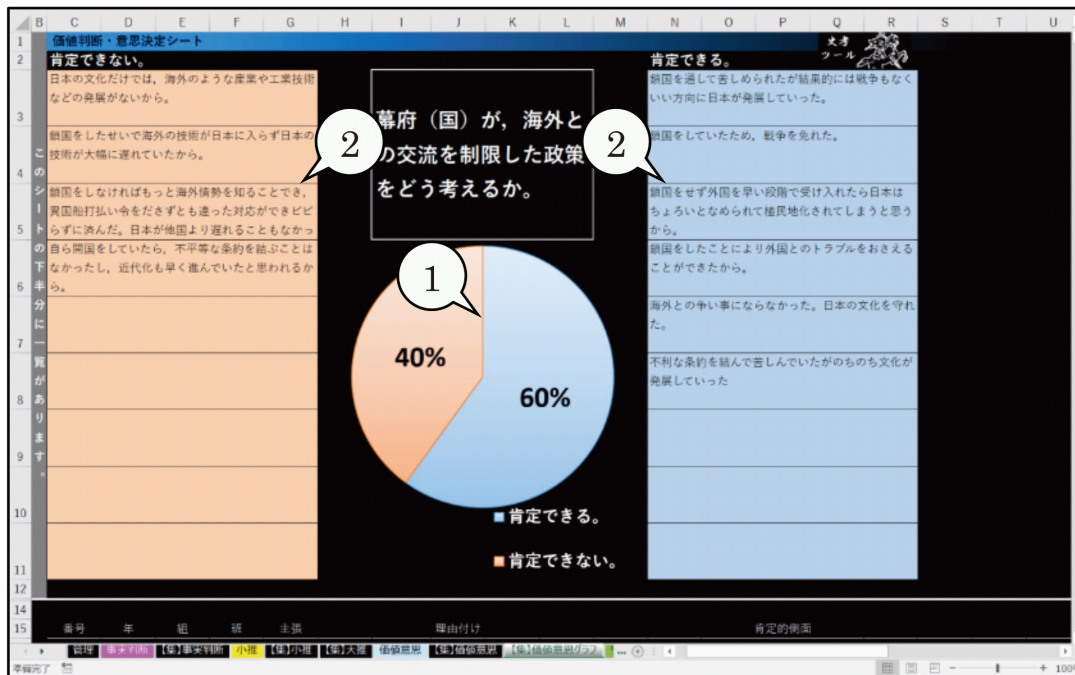 B C D E F G H I J K L M N O P Q R S T U
1 価値判断・意思決定シート
史考
ツール
2 肯定できない。
肯定できる。
このシートの下半分に一覧があります。
3
日本の文化だけでは，海外のような産業や工業技術
などの発展がないから。
4
鎖国をしたせいで海外の技術が日本に入らず日本の
技術が大幅に遅れていたから。
5
鎖国をしなければもっと海外情勢を知ることでき，
異国船打払い令をださずとも違った対応ができビビ
らずに済んだ。日本が他国より遅れることもなかっ
6
自ら開国をしていたら，不平等な条約を結ぶことは
なかったし，近代化も早く進んでいたと思われるか
ら。
7
8
9
10
11
12
2
幕府（国）が，海外と
の交流を制限した政策
をどう考えるか。
2
1
40%
60%
肯定できる。
肯定できない。
鎖国を通して苦しめられたが結果的には戦争もなく
いい方向に日本が発展していった。
鎖国をしていたため，戦争を免れた。
鎖国をせず外国を早い段階で受け入れたら日本は
ちょろいとなめられて植民地化されてしまうと思う
から。
鎖国をしたことにより外国とのトラブルをおさえる
ことができたから。
海外との争い事にならなかった。日本の文化を守れ
た。
不利な条約を結んで苦しんでいたがのちのち文化が
発展していった
14
15 番号 年 組 班 主張 理由付け 肯定的側面
管理 事実判断 【集】事実判断 小推 【集】小推 【集】大推 価値意思 【集】価値意思 【集】価値意思グラフ ...
準備完了
100%